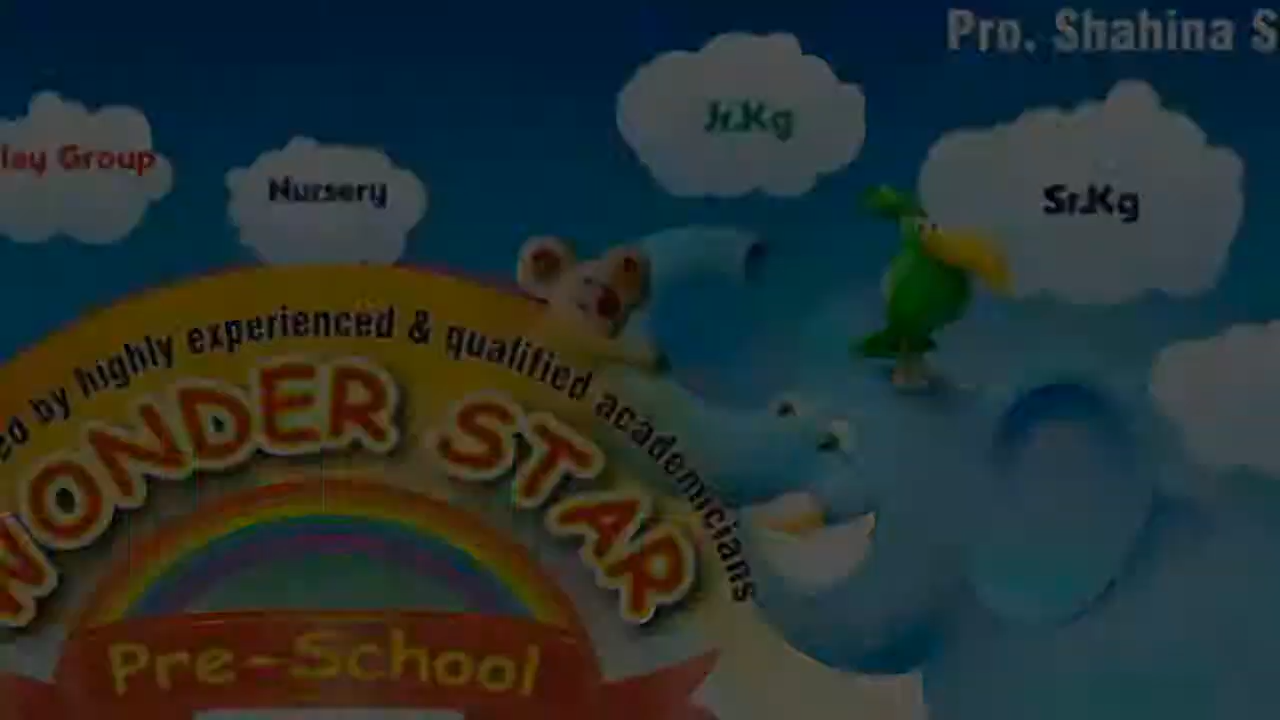 Pro. Shahina S
Jr.Kg
lay Group
Nursery
Sr.Kg
ed by highly experienced & qualified academicians
WONDER STAR
Pre-School